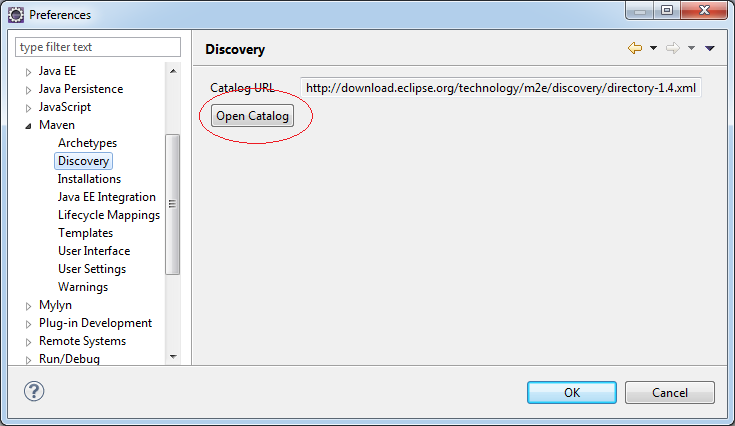 Preferences
type filter text
Java EE
Java Persistence
JavaScript
Maven
Archetypes
Discovery
Installations
Java EE Integration
Lifecycle Mappings
Templates
User Interface
User Settings
Warnings
Mylyn
Plug-in Development
Remote Systems
Run/Debug
Discovery
Catalog URL http://download.eclipse.org/technology/m2e/discovery/directory-1.4.xml
Open Catalog
?
OK Cancel